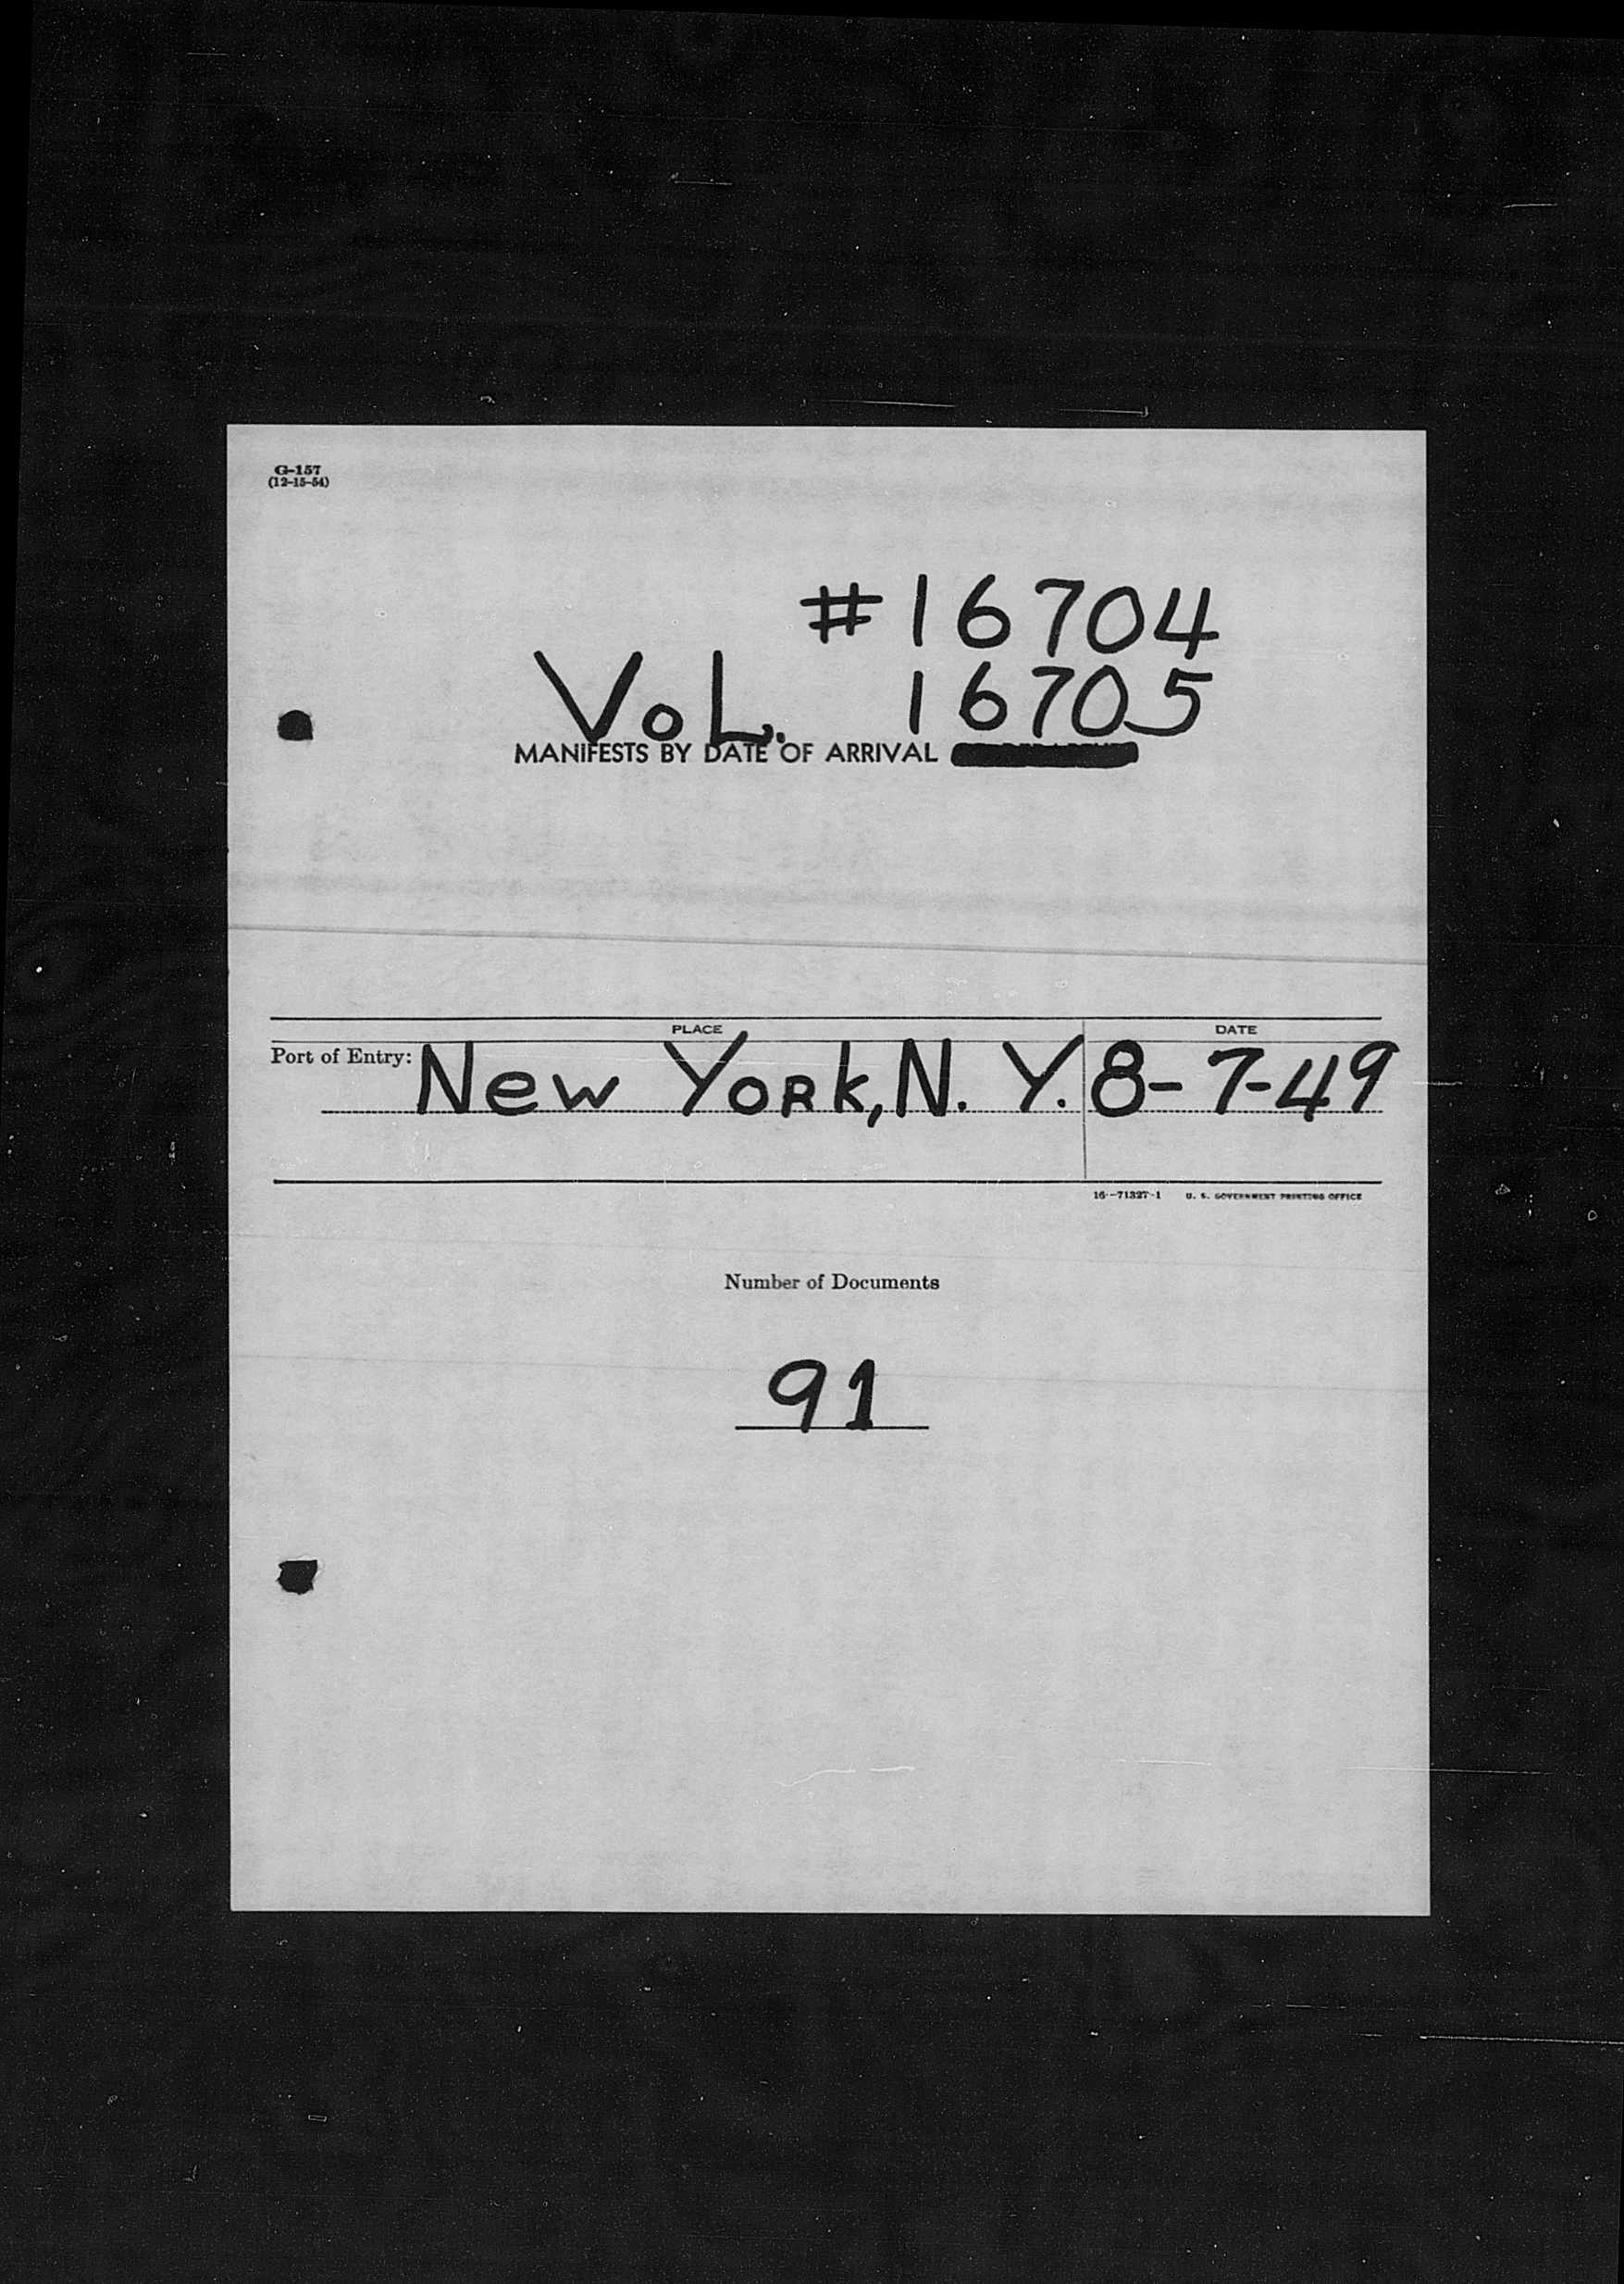 G-157
(12-15-54)
#16704
Vol. 16705
MANIFESTS BY DATE OF ARRIVAL
PLACE DATE
Port of Entry: New York, N. Y. 8-7-49
16-71327-1 U. S. GOVERNMENT PRINTING OFFICE
Number of Documents
91